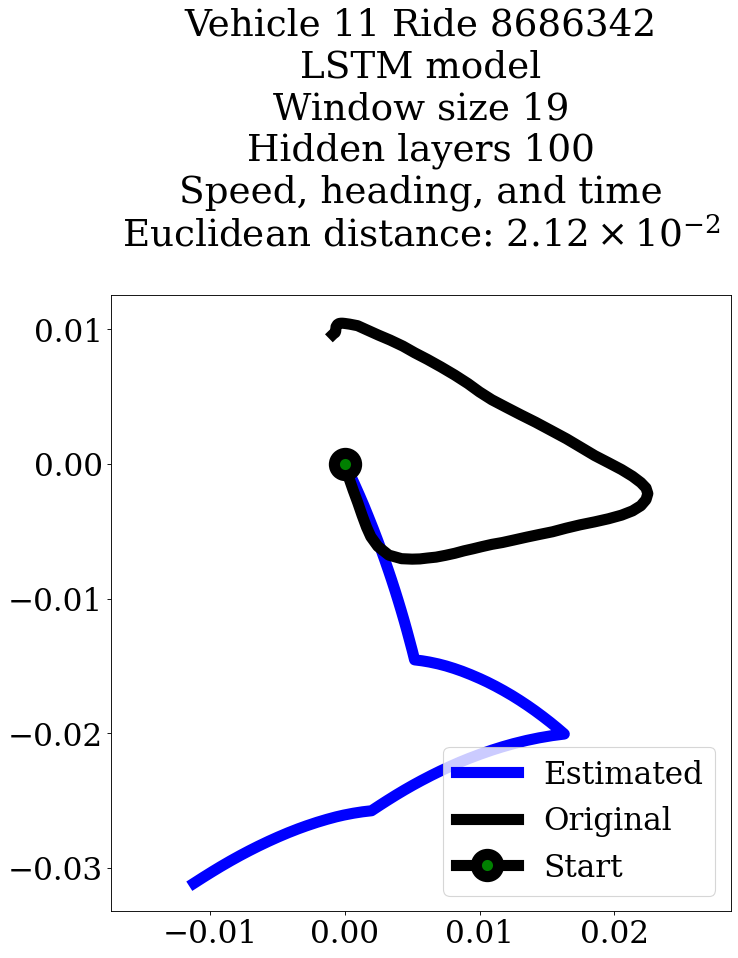 Vehicle 11 Ride 8686342
LSTM model
Window size 19
Hidden layers 100
Speed, heading, and time
Euclidean distance: 2.12 × 10⁻²
0.01
0.00
−0.01
−0.02
−0.03
Estimated
Original
Start
−0.01 0.00 0.01 0.02